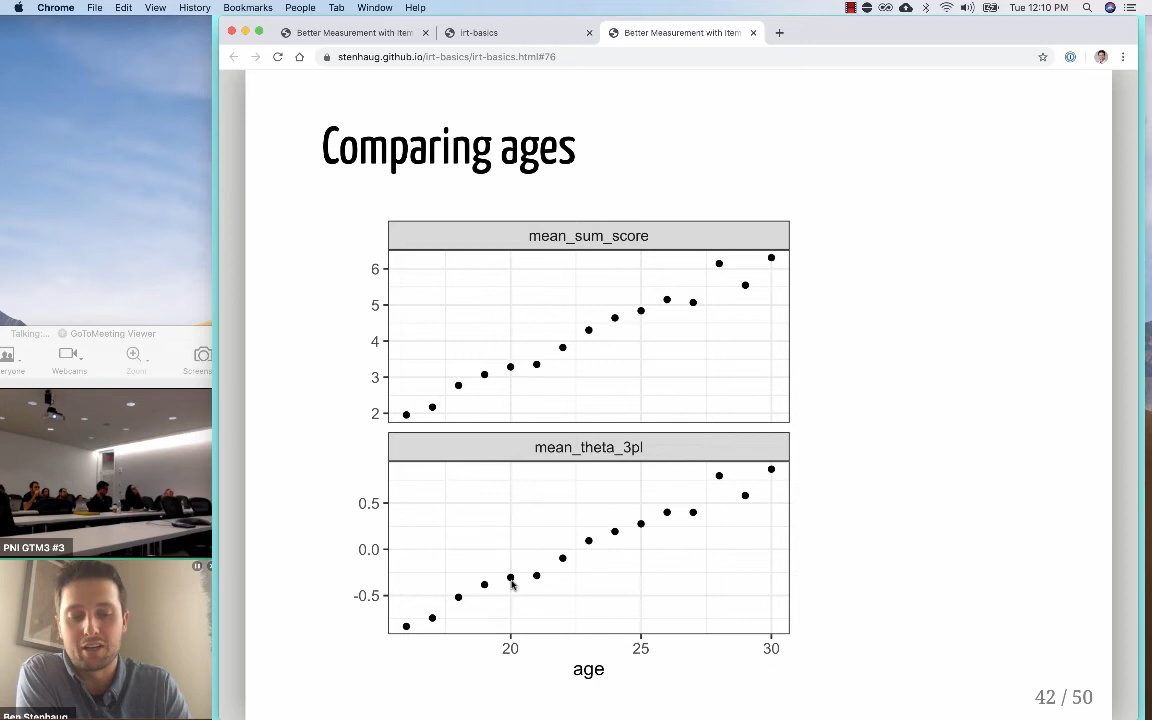 Chrome File Edit View History Bookmarks People Tab Window Help Tue 12:10 PM
Better Measurement with Item
irt-basics
Better Measurement with Item
stenhaug.github.io/irt-basics/irt-basics.html#76
Comparing ages
mean_sum_score
6
5
4
3
2
mean_theta_3pl
0.5
0.0
-0.5
20 25 30
age
42 / 50
Talking:... GoToMeeting Viewer
eryone Webcams Zoom Screens
PNI GTM3 #3
Ben Stenhaug